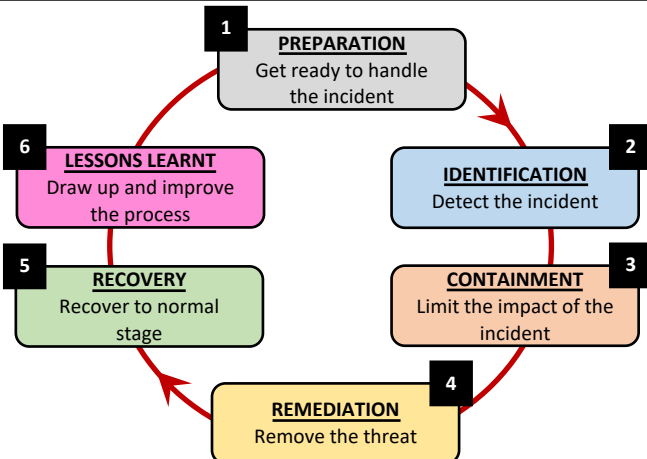 1
PREPARATION
Get ready to handle
the incident
2
IDENTIFICATION
Detect the incident
3
CONTAINMENT
Limit the impact of the
incident
4
REMEDIATION
Remove the threat
5
RECOVERY
Recover to normal
stage
6
LESSONS LEARNT
Draw up and improve
the process